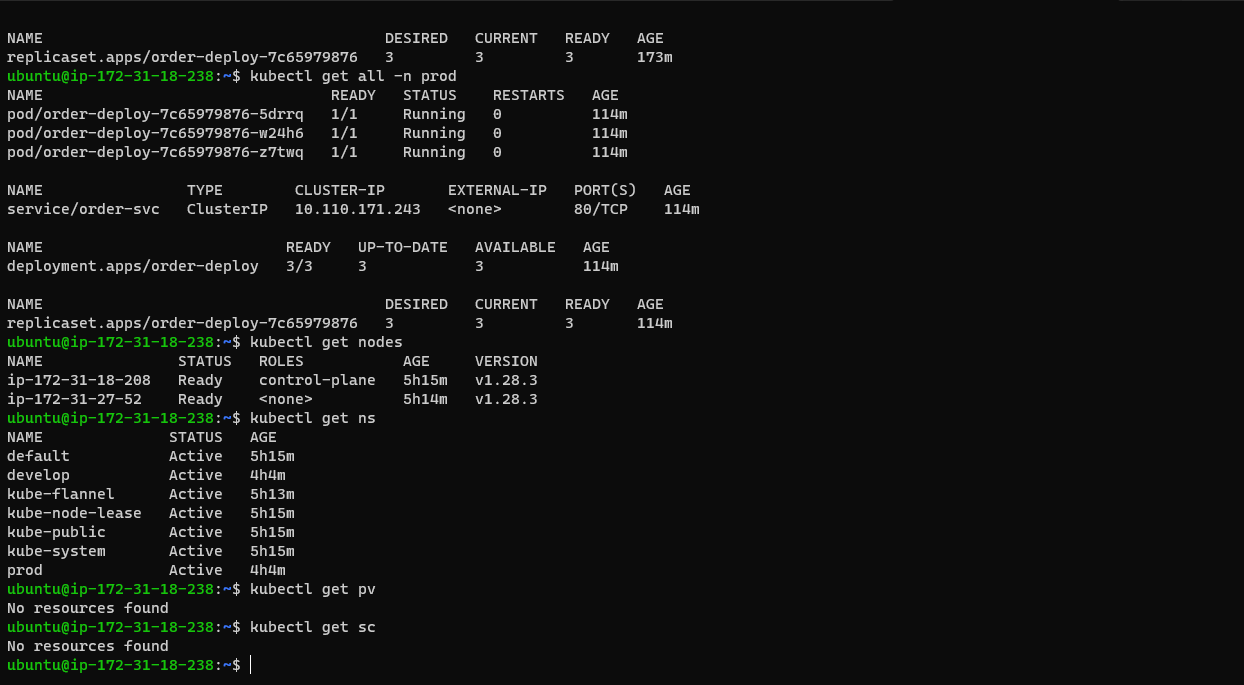 NAME                                      DESIRED   CURRENT   READY   AGE
replicaset.apps/order-deploy-7c65979876   3         3         3       173m
ubuntu@ip-172-31-18-238:~$ kubectl get all -n prod
NAME                                READY   STATUS    RESTARTS   AGE
pod/order-deploy-7c65979876-5drrq   1/1     Running   0          114m
pod/order-deploy-7c65979876-w24h6   1/1     Running   0          114m
pod/order-deploy-7c65979876-z7twq   1/1     Running   0          114m
NAME                TYPE        CLUSTER-IP       EXTERNAL-IP   PORT(S)   AGE
service/order-svc   ClusterIP   10.110.171.243   <none>        80/TCP    114m
NAME                           READY   UP-TO-DATE   AVAILABLE   AGE
deployment.apps/order-deploy   3/3     3            3           114m
NAME                                      DESIRED   CURRENT   READY   AGE
replicaset.apps/order-deploy-7c65979876   3         3         3       114m
ubuntu@ip-172-31-18-238:~$ kubectl get nodes
NAME               STATUS   ROLES           AGE     VERSION
ip-172-31-18-208   Ready    control-plane   5h15m   v1.28.3
ip-172-31-27-52    Ready    <none>          5h14m   v1.28.3
ubuntu@ip-172-31-18-238:~$ kubectl get ns
NAME              STATUS   AGE
default           Active   5h15m
develop           Active   4h4m
kube-flannel      Active   5h13m
kube-node-lease   Active   5h15m
kube-public       Active   5h15m
kube-system       Active   5h15m
prod              Active   4h4m
ubuntu@ip-172-31-18-238:~$ kubectl get pv
No resources found
ubuntu@ip-172-31-18-238:~$ kubectl get sc
No resources found
ubuntu@ip-172-31-18-238:~$